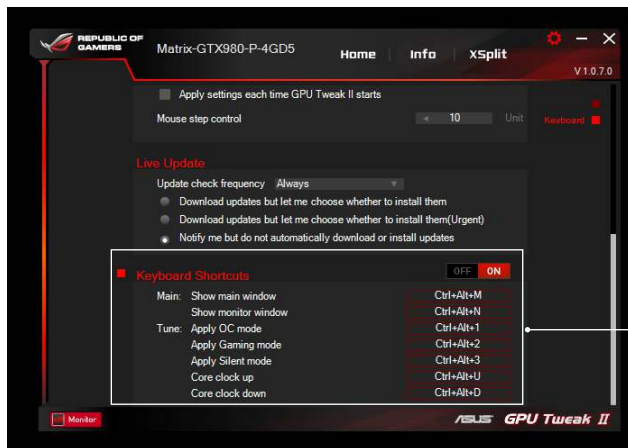 REPUBLIC OF
GAMERS
Matrix-GTX980-P-4GD5
Home Info XSplit
V 1.0.7.0
Apply settings each time GPU Tweak II starts
Mouse step control 10 Unit
Keyboard
Live Update
Update check frequency Always
Download updates but let me choose whether to install them
Download updates but let me choose whether to install them(Urgent)
Notify me but do not automatically download or install updates
Keyboard Shortcuts OFF ON
Main: Show main window Ctrl+Alt+M
Show monitor window Ctrl+Alt+N
Tune: Apply OC mode Ctrl+Alt+1
Apply Gaming mode Ctrl+Alt+2
Apply Silent mode Ctrl+Alt+3
Core clock up Ctrl+Alt+U
Core clock down Ctrl+Alt+D
Monitor
ASUS GPU Tweak II